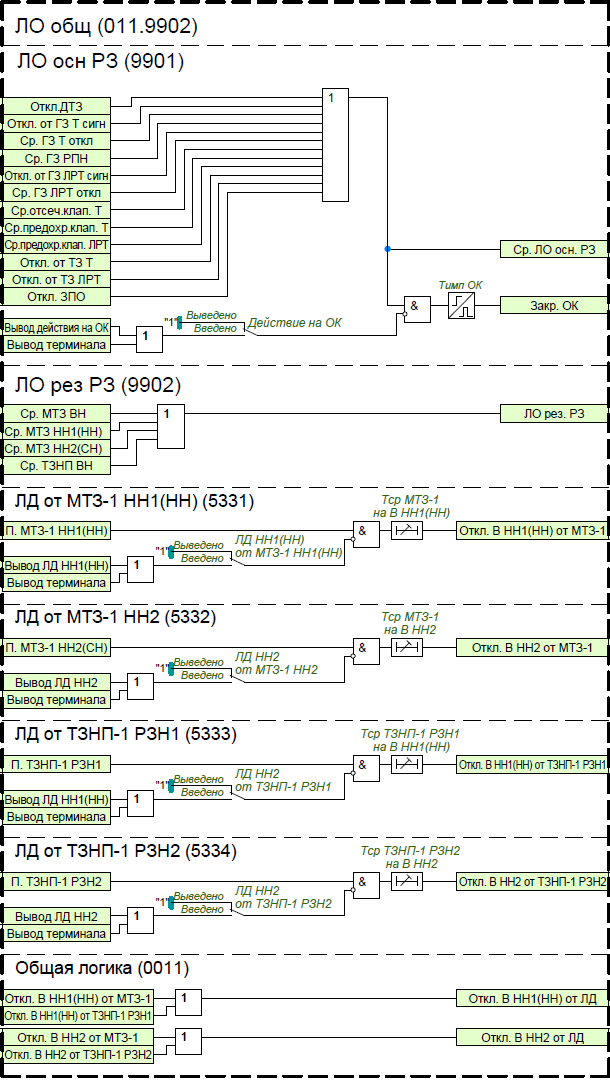 ЛО общ (011.9902)
ЛО осн РЗ (9901)
Откл.ДТЗ
Откл. от ГЗ Т сигн
Ср. ГЗ Т откл
Ср. ГЗ РПН
Откл. от ГЗ ЛРТ сигн
Ср. ГЗ ЛРТ откл
Ср.отсеч.клап. Т
Ср.предохр.клап. Т
Ср.предохр.клап. ЛРТ
Откл. от ТЗ Т
Откл. от ТЗ ЛРТ
Откл. ЗПО
1
Ср. ЛО осн. РЗ
Тимп ОК
&
Закр. ОК
Вывод действия на ОК
Вывод терминала
1
"1"
Выведено
Введено
Действие на ОК
ЛО рез РЗ (9902)
Ср. МТЗ ВН
Ср. МТЗ НН1(НН)
Ср. МТЗ НН2(СН)
Ср. ТЗНП ВН
1
ЛО рез. РЗ
ЛД от МТЗ-1 НН1(НН) (5331)
П. МТЗ-1 НН1(НН)
Вывод ЛД НН1(НН)
Вывод терминала
1
"1"
Выведено
Введено
ЛД НН1(НН)
от МТЗ-1 НН1(НН)
&
Тср МТЗ-1
на В НН1(НН)
Откл. В НН1(НН) от МТЗ-1
ЛД от МТЗ-1 НН2 (5332)
П. МТЗ-1 НН2(СН)
Вывод ЛД НН2
Вывод терминала
1
"1"
Выведено
Введено
ЛД НН2
от МТЗ-1 НН2
&
Тср МТЗ-1
на В НН2
Откл. В НН2 от МТЗ-1
ЛД от ТЗНП-1 РЗН1 (5333)
П. ТЗНП-1 РЗН1
Вывод ЛД НН1(НН)
Вывод терминала
1
"1"
Выведено
Введено
ЛД НН2
от ТЗНП-1 РЗН1
&
Тср ТЗНП-1 РЗН1
на В НН1(НН)
Откл. В НН1(НН) от ТЗНП-1 РЗН1
ЛД от ТЗНП-1 РЗН2 (5334)
П. ТЗНП-1 РЗН2
Вывод ЛД НН2
Вывод терминала
1
"1"
Выведено
Введено
ЛД НН2
от ТЗНП-1 РЗН2
&
Тср ТЗНП-1 РЗН2
на В НН2
Откл. В НН2 от ТЗНП-1 РЗН2
Общая логика (0011)
Откл. В НН1(НН) от МТЗ-1
Откл. В НН1(НН) от ТЗНП-1 РЗН1
1
Откл. В НН1(НН) от ЛД
Откл. В НН2 от МТЗ-1
Откл. В НН2 от ТЗНП-1 РЗН2
1
Откл. В НН2 от ЛД